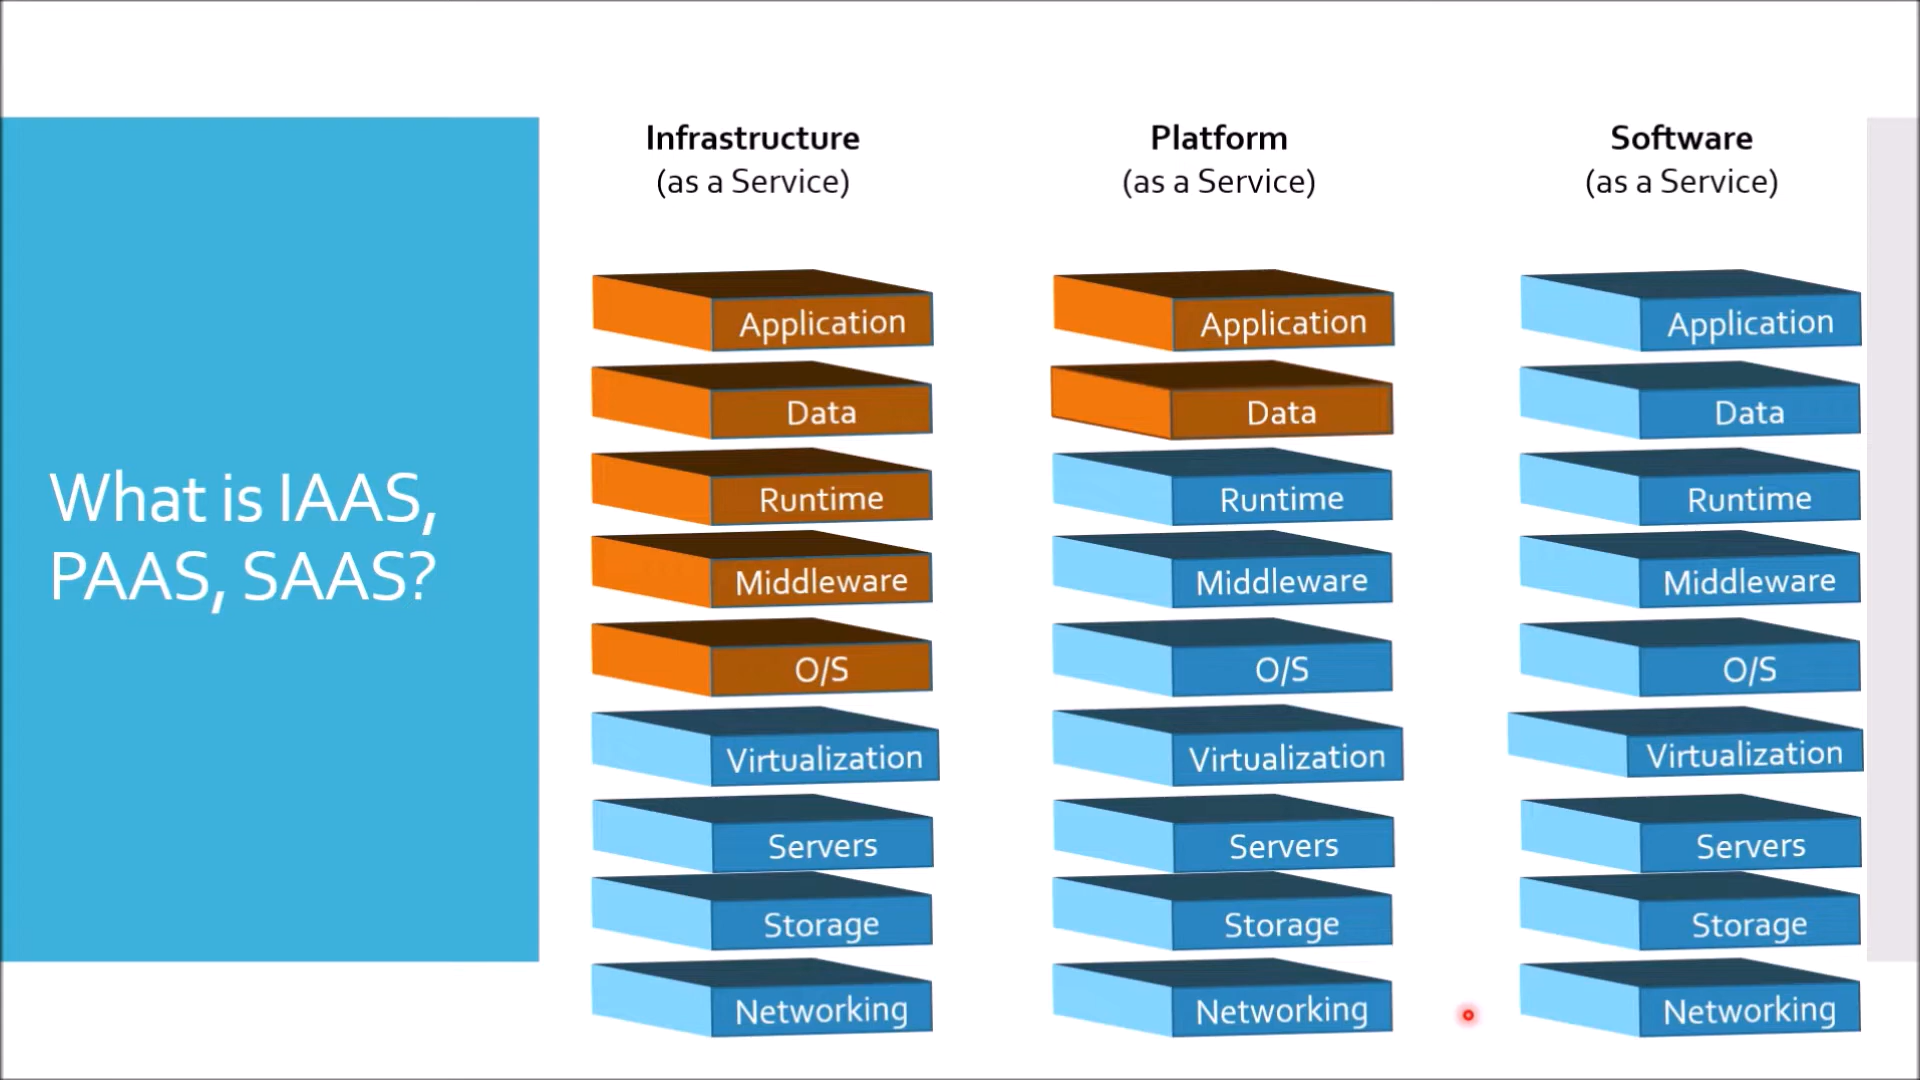 What is IAAS,
PAAS, SAAS?
Infrastructure
(as a Service)
Application
Data
Runtime
Middleware
O/S
Virtualization
Servers
Storage
Networking
Platform
(as a Service)
Application
Data
Runtime
Middleware
O/S
Virtualization
Servers
Storage
Networking
Software
(as a Service)
Application
Data
Runtime
Middleware
O/S
Virtualization
Servers
Storage
Networking